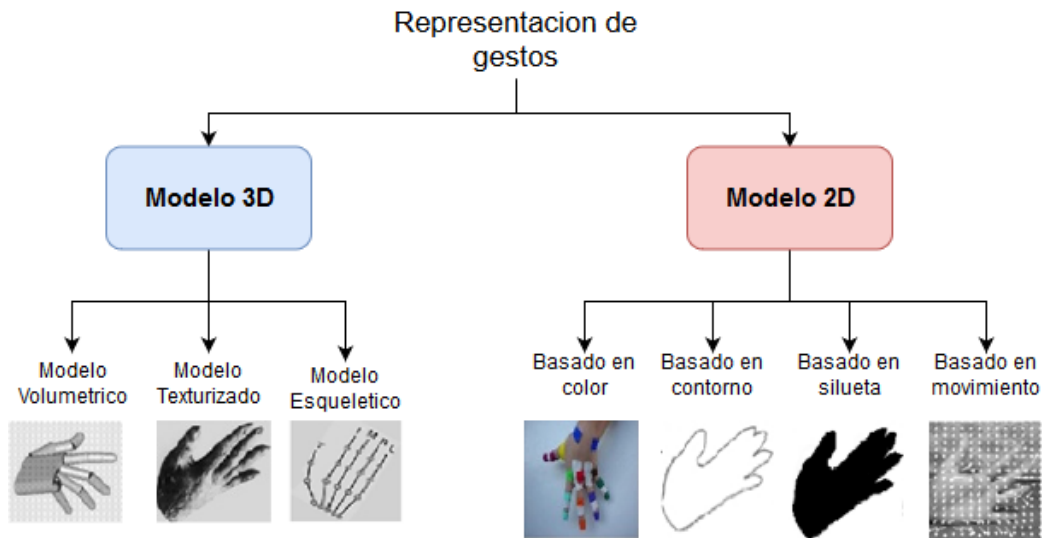 Representacion de
gestos
Modelo 3D
Modelo 2D
Modelo
Volumetrico
Modelo
Texturizado
Modelo
Esqueletico
Basado en
color
Basado en
contorno
Basado en
silueta
Basado en
movimiento